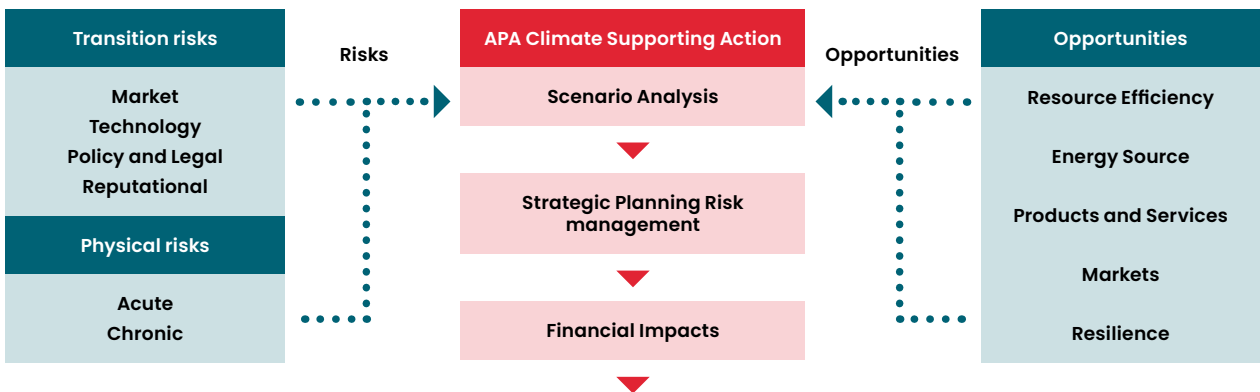 Transition risks
Market
Technology
Policy and Legal
Reputational
Physical risks
Acute
Chronic
Risks
APA Climate Supporting Action
Scenario Analysis
Strategic Planning Risk
management
Financial Impacts
Opportunities
Opportunities
Resource Efficiency
Energy Source
Products and Services
Markets
Resilience